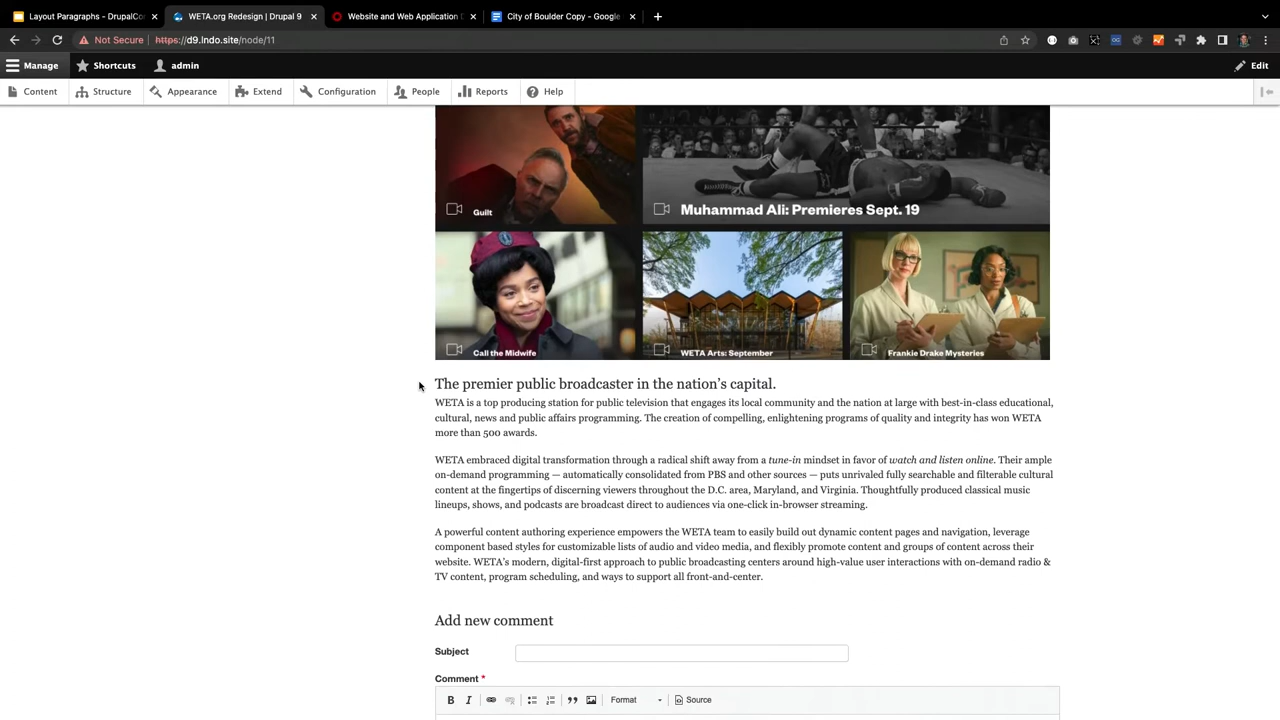 Layout Paragraphs - DrupalCo
WETA.org Redesign | Drupal 9
Website and Web Application
City of Boulder Copy - Google
Not Secure
https://d9.lndo.site/node/11
Manage
Shortcuts
admin
Edit
Content
Structure
Appearance
Extend
Configuration
People
Reports
Help
Guilt
Muhammad Ali: Premieres Sept. 19
Call the Midwife
WETA Arts: September
Frankie Drake Mysteries
The premier public broadcaster in the nation’s capital.
WETA is a top producing station for public television that engages its local community and the nation at large with best-in-class educational,
cultural, news and public affairs programming. The creation of compelling, enlightening programs of quality and integrity has won WETA
more than 500 awards.
WETA embraced digital transformation through a radical shift away from a tune-in mindset in favor of watch and listen online. Their ample
on-demand programming — automatically consolidated from PBS and other sources — puts unrivaled fully searchable and filterable cultural
content at the fingertips of discerning viewers throughout the D.C. area, Maryland, and Virginia. Thoughtfully produced classical music
lineups, shows, and podcasts are broadcast direct to audiences via one-click in-browser streaming.
A powerful content authoring experience empowers the WETA team to easily build out dynamic content pages and navigation, leverage
component based styles for customizable lists of audio and video media, and flexibly promote content and groups of content across their
website. WETA’s modern, digital-first approach to public broadcasting centers around high-value user interactions with on-demand radio &
TV content, program scheduling, and ways to support all front-and-center.
Add new comment
Subject
Comment *
B I Format Source